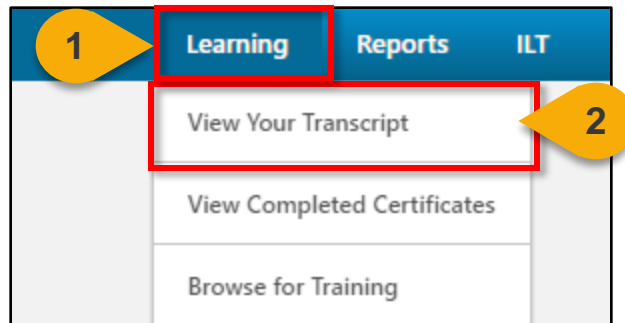 1 Learning Reports ILT
View Your Transcript 2
View Completed Certificates
Browse for Training